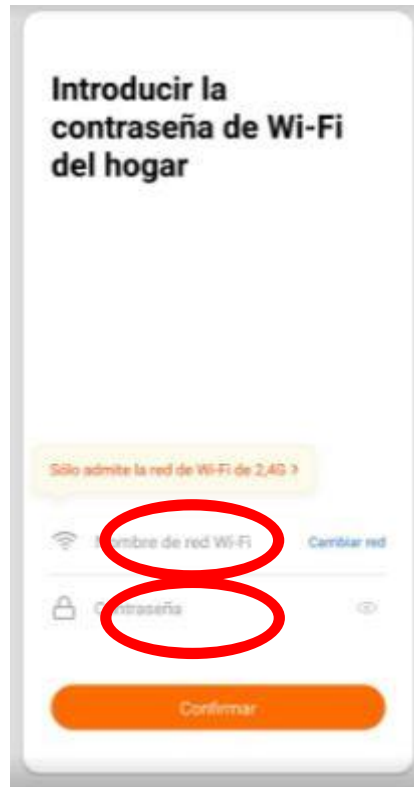 Introducir la
contraseña de Wi-Fi
del hogar
Sólo admite la red de Wi-Fi de 2,4G >
Nombre de red Wi-Fi Cambiar red
Contraseña
Confirmar